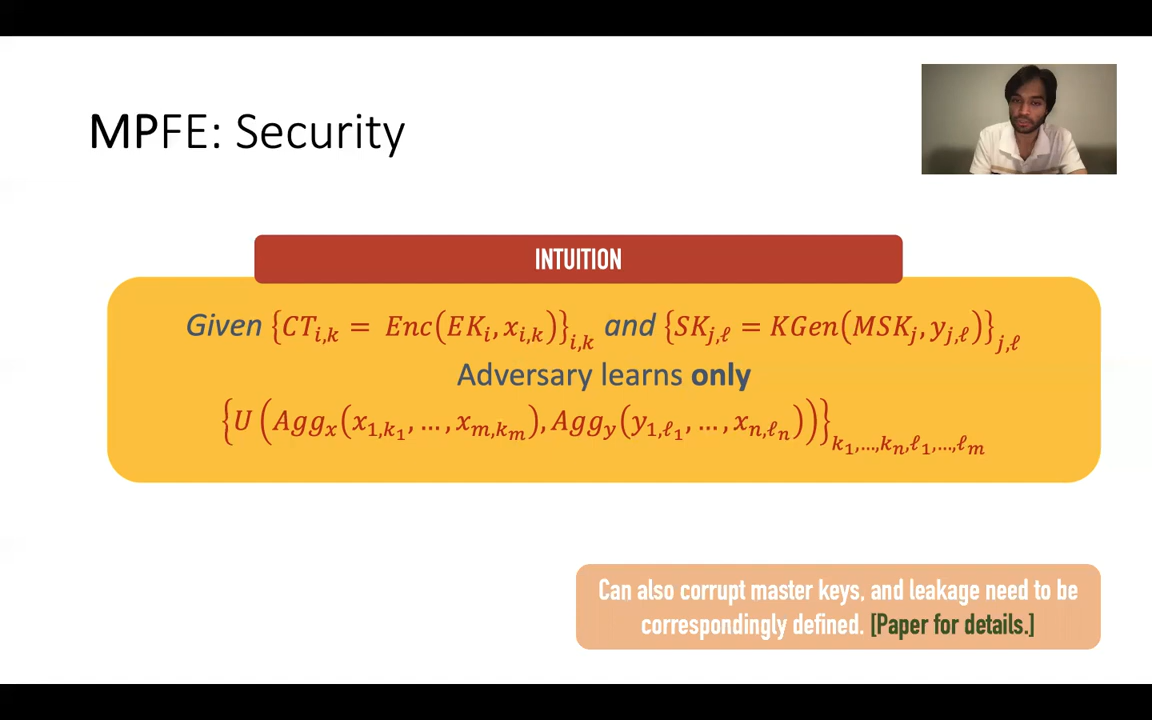 MPFE: Security
INTUITION
Given {CT_{i,k} = Enc(EK_i, x_{i,k})}_{i,k} and {SK_{j,ℓ} = KGen(MSK_j, y_{j,ℓ})}_{j,ℓ}
Adversary learns only
{U(Agg_x(x_{1,k_1}, …, x_{m,k_m}), Agg_y(y_{1,ℓ_1}, …, x_{n,ℓ_n}))}_{k_1,…,k_n,ℓ_1,…,ℓ_m}
Can also corrupt master keys, and leakage need to be
correspondingly defined. [Paper for details.]